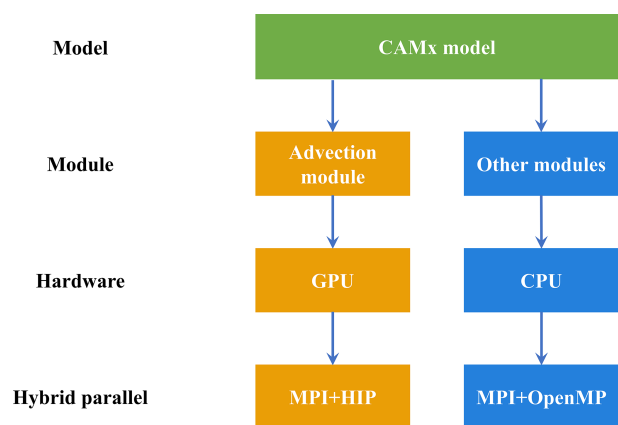 Model
CAMx model
Module
Advection
module
Other modules
Hardware
GPU
CPU
Hybrid parallel
MPI+HIP
MPI+OpenMP